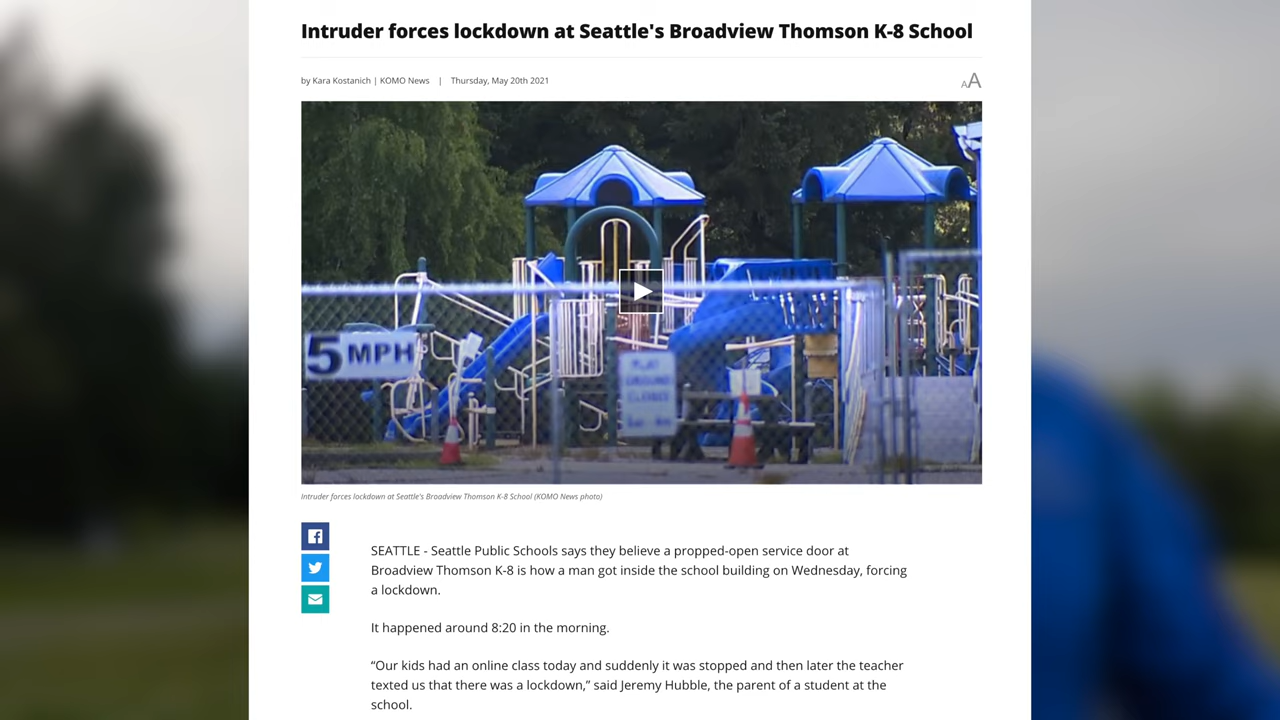 Intruder forces lockdown at Seattle's Broadview Thomson K-8 School
by Kara Kostanich | KOMO News | Thursday, May 20th 2021
AA
5 MPH
PLAY
GROUND
CLOSED
Intruder forces lockdown at Seattle's Broadview Thomson K-8 School (KOMO News photo)
SEATTLE - Seattle Public Schools says they believe a propped-open service door at
Broadview Thomson K-8 is how a man got inside the school building on Wednesday, forcing
a lockdown.
It happened around 8:20 in the morning.
“Our kids had an online class today and suddenly it was stopped and then later the teacher
texted us that there was a lockdown,” said Jeremy Hubble, the parent of a student at the
school.